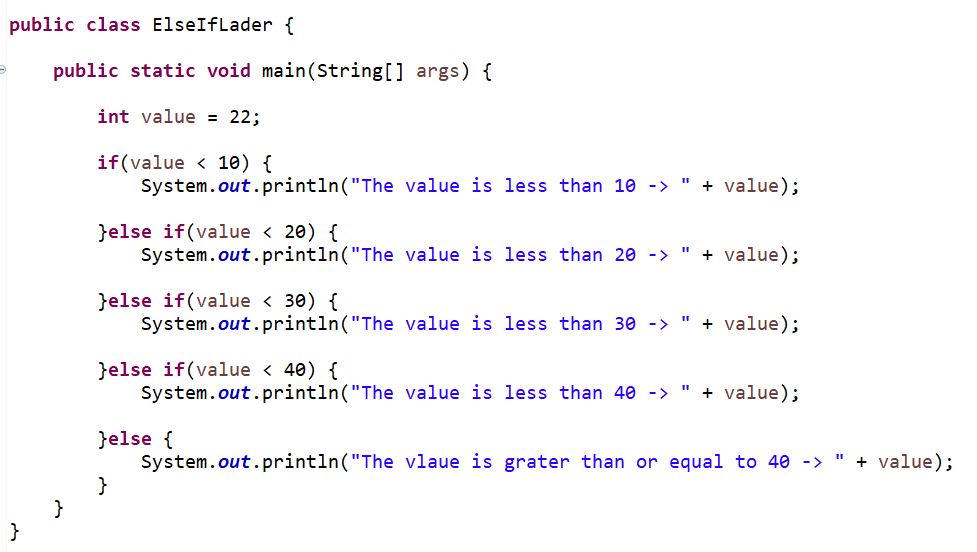 public class ElseIfLader {
public static void main(String[] args) {
int value = 22;
if(value < 10) {
System.out.println("The value is less than 10 -> " + value);
}else if(value < 20) {
System.out.println("The value is less than 20 -> " + value);
}else if(value < 30) {
System.out.println("The value is less than 30 -> " + value);
}else if(value < 40) {
System.out.println("The value is less than 40 -> " + value);
}else {
System.out.println("The vlaue is grater than or equal to 40 -> " + value);
}
}
}